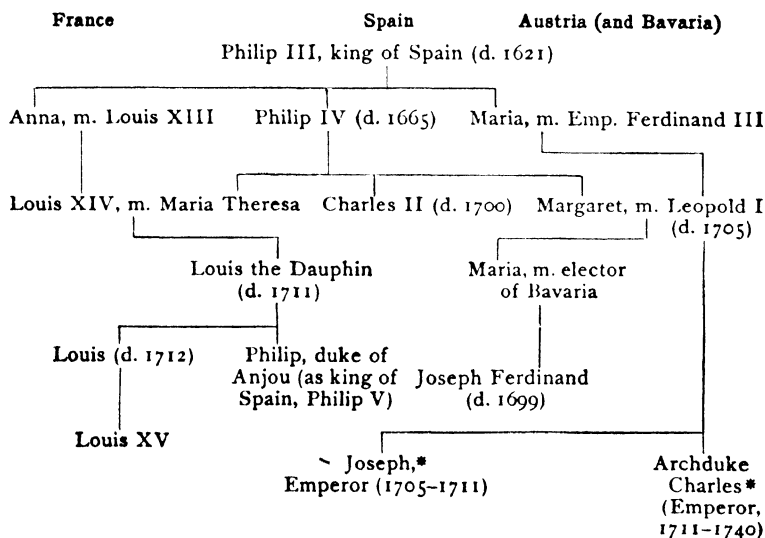 France Spain Austria (and Bavaria)
Philip III, king of Spain (d. 1621)
Anna, m. Louis XIII Philip IV (d. 1665) Maria, m. Emp. Ferdinand III
Louis XIV, m. Maria Theresa Charles II (d. 1700) Margaret, m. Leopold I
(d. 1705)
Louis the Dauphin Maria, m. elector
(d. 1711) of Bavaria
Louis (d. 1712) Philip, duke of
Anjou (as king of Joseph Ferdinand
Spain, Philip V) (d. 1699)
Louis XV
Joseph,* Archduke
Emperor (1705–1711) Charles*
(Emperor,
1711–1740)